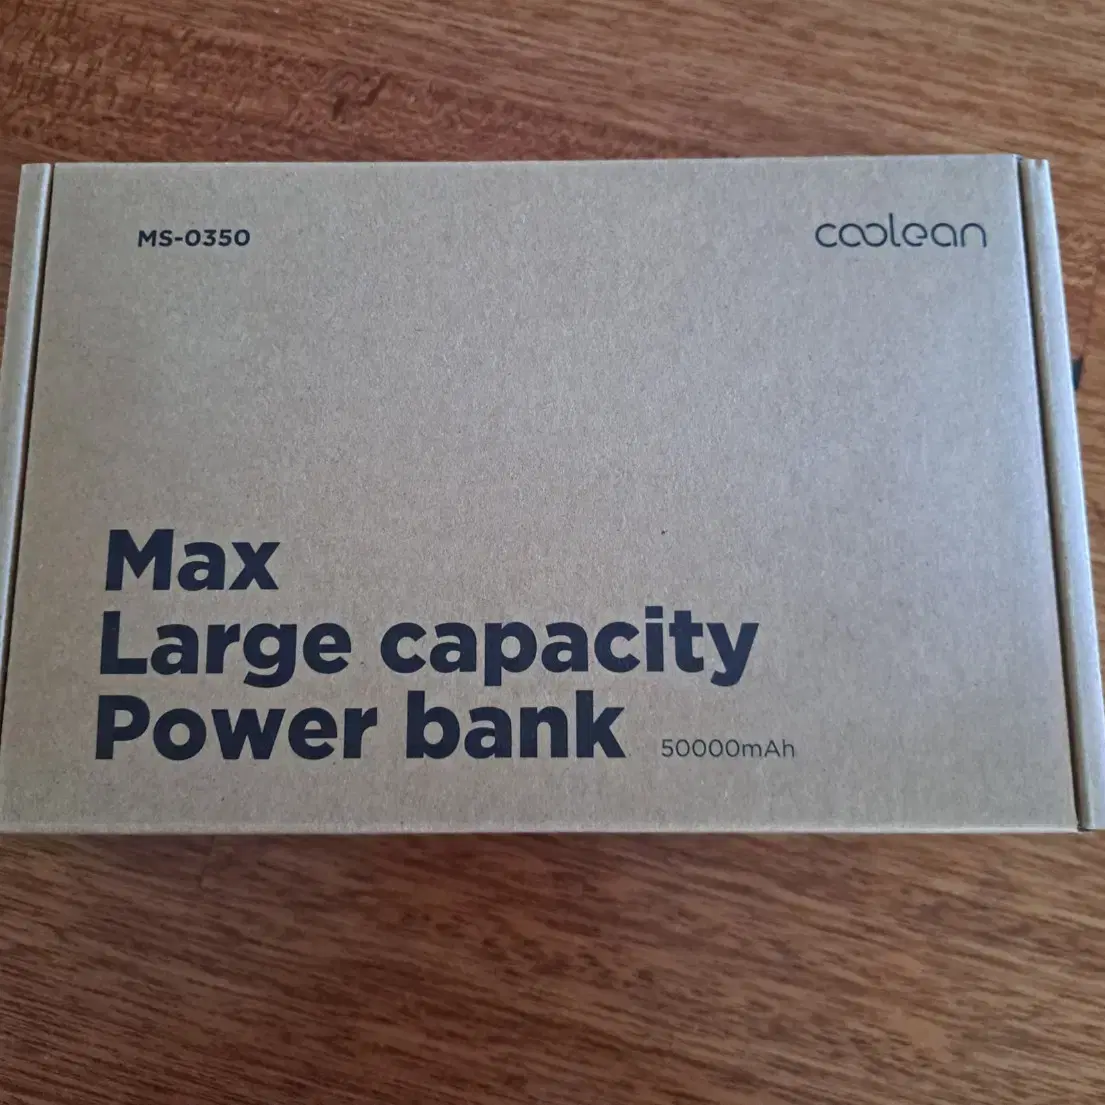 MS-0350
coolean
Max
Large capacity
Power bank
50000mAh